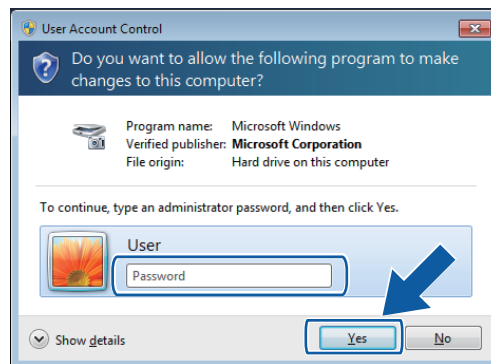 User Account Control
Do you want to allow the following program to make
changes to this computer?
Program name: Microsoft Windows
Verified publisher: Microsoft Corporation
File origin: Hard drive on this computer
To continue, type an administrator password, and then click Yes.
User
Password
Show details
Yes
No